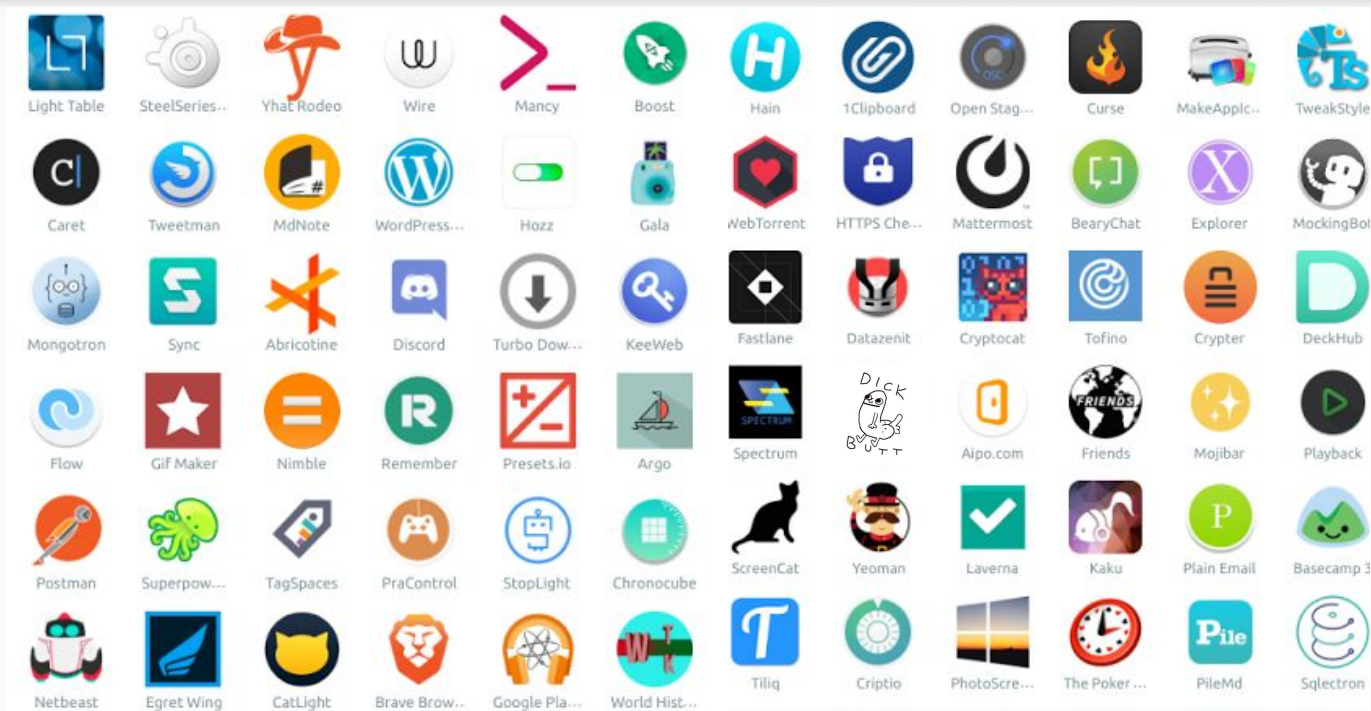 LT C OSC Ts
Light Table SteelSeries.. Yhat Rodeo Wire Mancy Boost Hain 1Clipboard Open Stag... Curse MakeAppIc.. TweakStyle
C| W # H X
Caret Tweetman MdNote WordPress... Hozz Gala WebTorrent HTTPS Che... Mattermost BearyChat Explorer MockingBot
S D
Mongotron Sync Abricotine Discord Turbo Dow... KeeWeb Fastlane Datazenit Cryptocat Tofino Crypter DeckHub
R SPECTRUM DICK BUTT FRIENDS
Flow Gif Maker Nimble Remember Presets.io Argo Spectrum Aipo.com Friends Mojibar Playback
P
Postman Superpow... TagSpaces PraControl StopLight Chronocube ScreenCat Yeoman Laverna Kaku Plain Email Basecamp 3
T Pile
Netbeast Egret Wing CatLight Brave Brow.. Google Pla... World Hist... Tiliq Criptio PhotoScre... The Poker ... PileMd Sqlectron